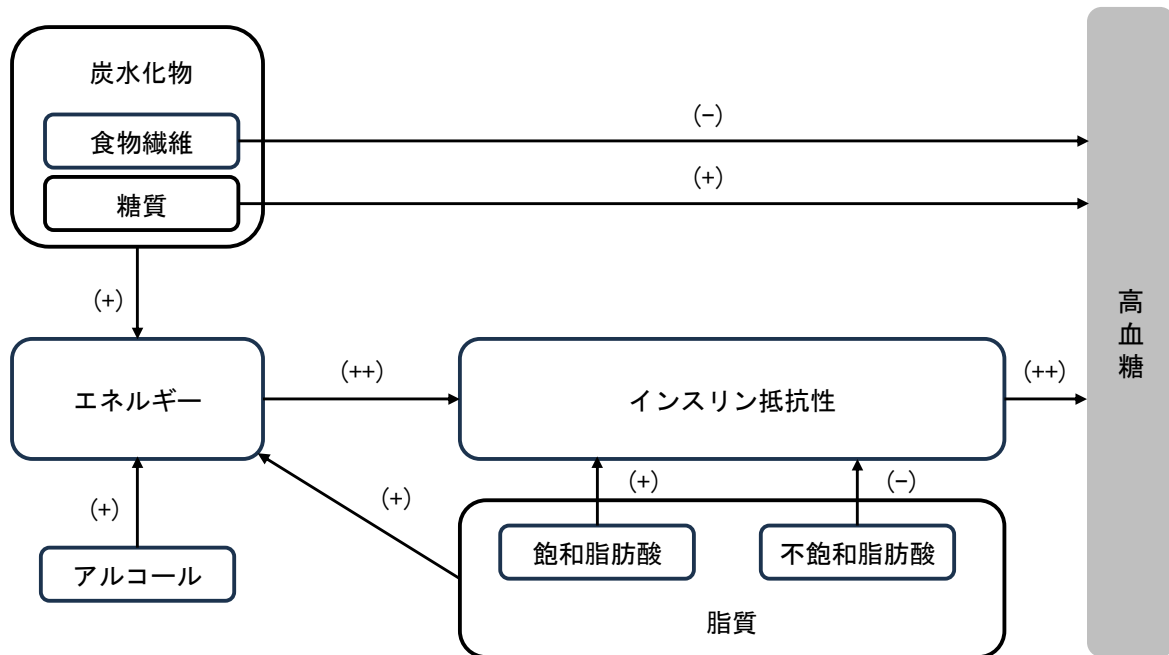 炭水化物
食物繊維
(−)
糖質
(+)
(+)
高血糖
エネルギー
(++)
インスリン抵抗性
(++)
(+)
アルコール
(+)
(+)
(−)
飽和脂肪酸
不飽和脂肪酸
脂質